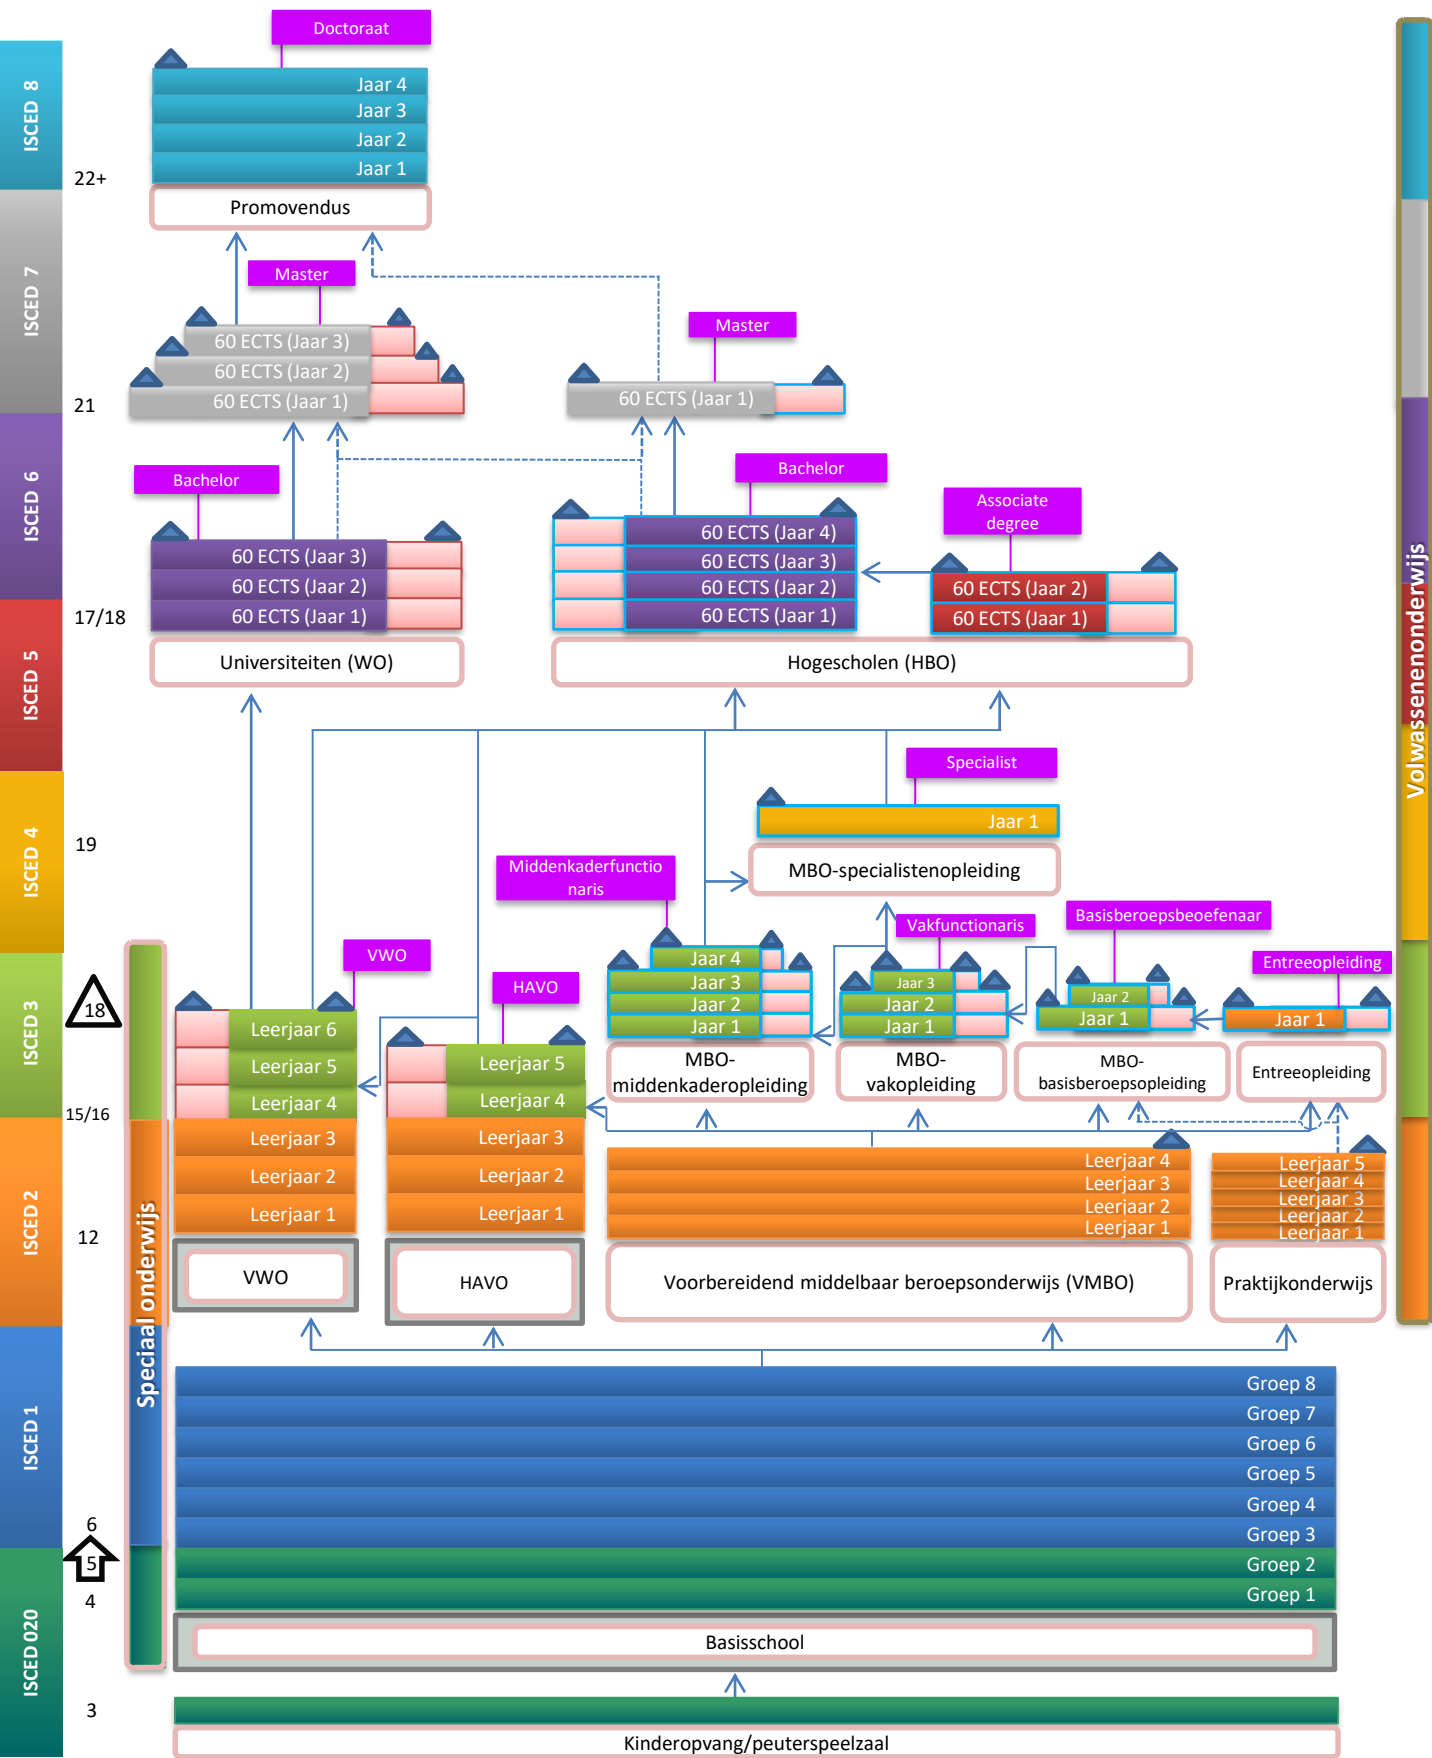 Doctoraat
ISCED 8
Jaar 4
Jaar 3
Jaar 2
Jaar 1
22+
Promovendus
ISCED 7
Master
60 ECTS (Jaar 3)
60 ECTS (Jaar 2)
60 ECTS (Jaar 1)
Master
60 ECTS (Jaar 1)
21
ISCED 6
Bachelor
60 ECTS (Jaar 3)
60 ECTS (Jaar 2)
60 ECTS (Jaar 1)
Bachelor
60 ECTS (Jaar 4)
60 ECTS (Jaar 3)
60 ECTS (Jaar 2)
60 ECTS (Jaar 1)
Associate
degree
60 ECTS (Jaar 2)
60 ECTS (Jaar 1)
17/18
Universiteiten (WO)
Hogescholen (HBO)
ISCED 5
Volwassenenonderwijs
Specialist
Jaar 1
MBO-specialistenopleiding
ISCED 4
19
Middenkaderfunctio
naris
Jaar 4
Jaar 3
Jaar 2
Jaar 1
MBO-
middenkaderopleiding
Vakfunctionaris
Jaar 3
Jaar 2
Jaar 1
MBO-
vakopleiding
Basisberoepsbeoefenaar
Jaar 2
Jaar 1
MBO-
basisberoepsopleiding
Entreeopleiding
Jaar 1
Entreeopleiding
ISCED 3
18
VWO
Leerjaar 6
Leerjaar 5
Leerjaar 4
Leerjaar 3
Leerjaar 2
Leerjaar 1
VWO
HAVO
Leerjaar 5
Leerjaar 4
Leerjaar 3
Leerjaar 2
Leerjaar 1
HAVO
15/16
ISCED 2
12
Leerjaar 4
Leerjaar 3
Leerjaar 2
Leerjaar 1
Voorbereidend middelbaar beroepsonderwijs (VMBO)
Leerjaar 5
Leerjaar 4
Leerjaar 3
Leerjaar 2
Leerjaar 1
Praktijkonderwijs
Speciaal onderwijs
ISCED 1
Groep 8
Groep 7
Groep 6
Groep 5
Groep 4
Groep 3
Groep 2
Groep 1
6
5
4
Basisschool
ISCED 020
3
Kinderopvang/peuterspeelzaal